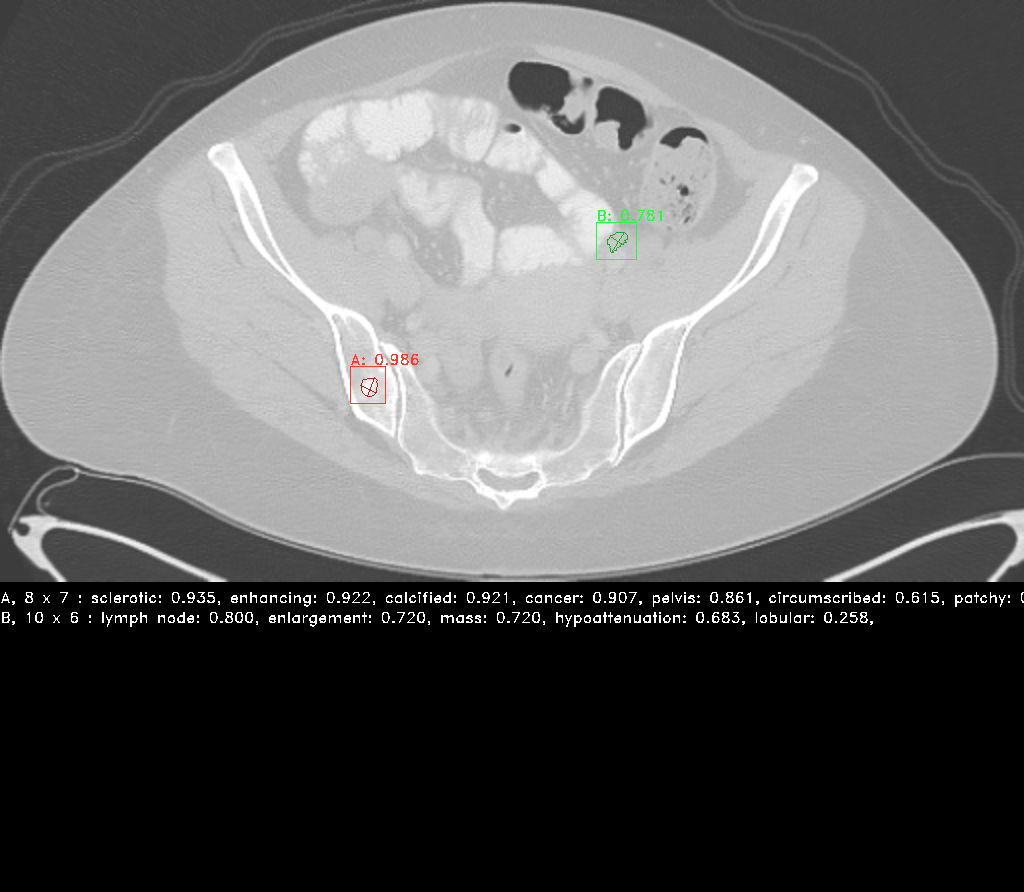 B: 0.781
A: 0.986
A, 8 x 7 : sclerotic: 0.935, enhancing: 0.922, calcified: 0.921, cancer: 0.907, pelvis: 0.861, circumscribed: 0.615, patchy:
B, 10 x 6 : lymph node: 0.800, enlargement: 0.720, mass: 0.720, hypoattenuation: 0.683, lobular: 0.258,